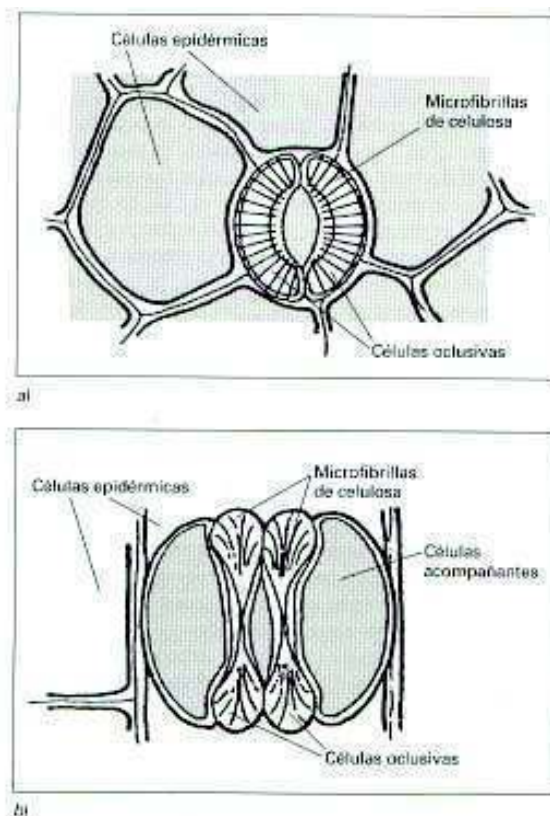 Células epidérmicas
Microfibrillas
de celulosa
Células oclusivas
a)
Microfibrillas
de celulosa
Células epidérmicas
Células
acompañantes
Células oclusivas
b)